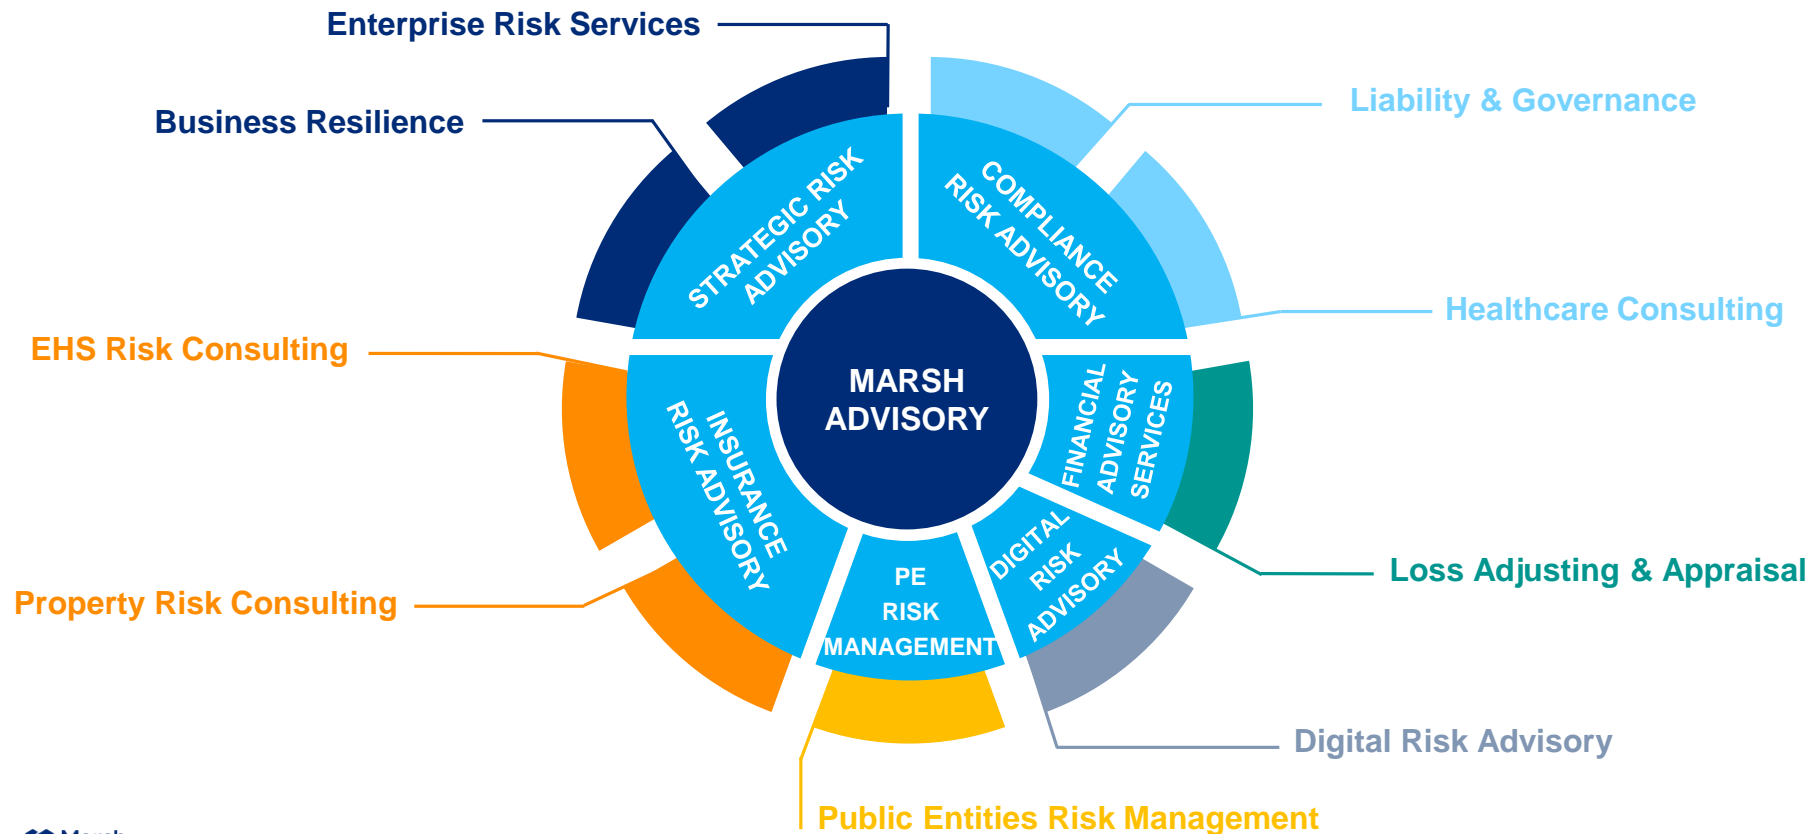 Enterprise Risk Services
Business Resilience
Liability & Governance
STRATEGIC RISK
ADVISORY
COMPLIANCE
RISK ADVISORY
Healthcare Consulting
EHS Risk Consulting
MARSH
ADVISORY
FINANCIAL
ADVISORY
SERVICES
INSURANCE
RISK ADVISORY
DIGITAL
RISK
ADVISORY
PE
RISK
MANAGEMENT
Loss Adjusting & Appraisal
Property Risk Consulting
Digital Risk Advisory
Public Entities Risk Management
Marsh